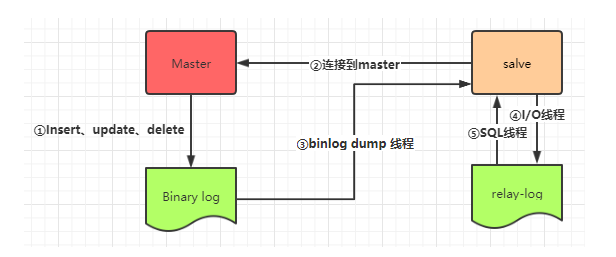 Master
salve
②连接到master
④I/O线程
①Insert、update、delete
⑤SQL线程
③binlog dump 线程
Binary log
relay-log